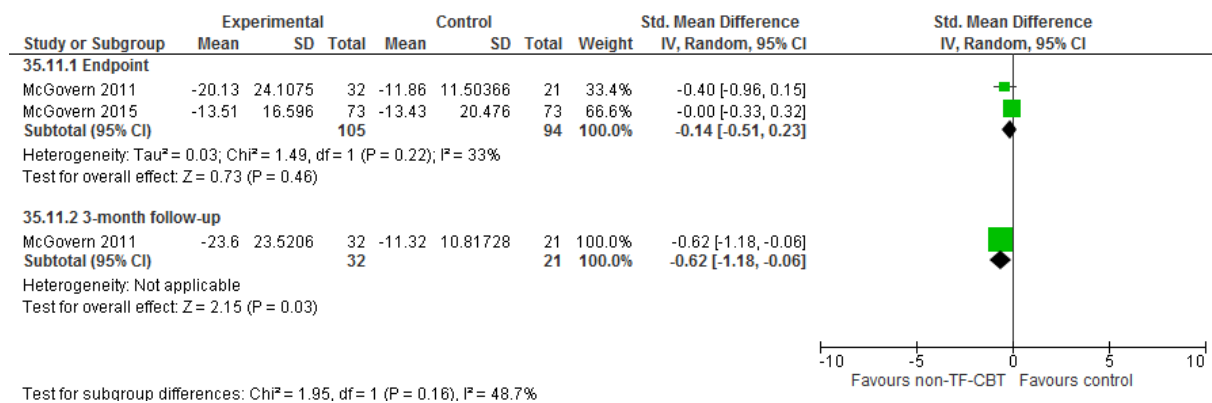 Experimental Control Std. Mean Difference Std. Mean Difference
Study or Subgroup Mean SD Total Mean SD Total Weight IV, Random, 95% CI IV, Random, 95% CI
35.11.1 Endpoint
McGovern 2011 -20.13 24.1075 32 -11.86 11.50366 21 33.4% -0.40 [-0.96, 0.15]
McGovern 2015 -13.51 16.596 73 -13.43 20.476 73 66.6% -0.00 [-0.33, 0.32]
Subtotal (95% CI) 105 94 100.0% -0.14 [-0.51, 0.23]
Heterogeneity: Tau² = 0.03; Chi² = 1.49, df = 1 (P = 0.22); I² = 33%
Test for overall effect: Z = 0.73 (P = 0.46)
35.11.2 3-month follow-up
McGovern 2011 -23.6 23.5206 32 -11.32 10.81728 21 100.0% -0.62 [-1.18, -0.06]
Subtotal (95% CI) 32 21 100.0% -0.62 [-1.18, -0.06]
Heterogeneity: Not applicable
Test for overall effect: Z = 2.15 (P = 0.03)
-10 -5 0 5 10
Favours non-TF-CBT Favours control
Test for subgroup differences: Chi² = 1.95, df = 1 (P = 0.16), I² = 48.7%